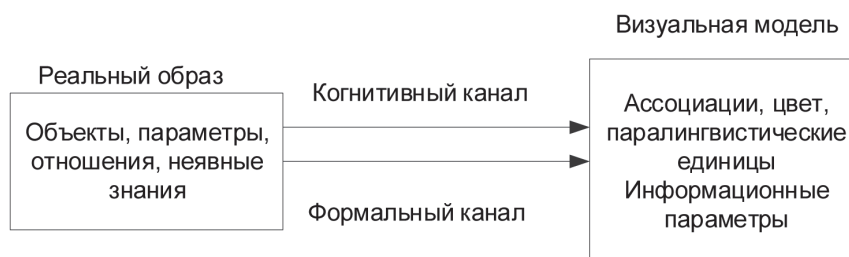 Визуальная модель
Реальный образ
Когнитивный канал
Объекты, параметры,
отношения, неявные
знания
Ассоциации, цвет,
паралингвистические
единицы
Информационные
параметры
Формальный канал